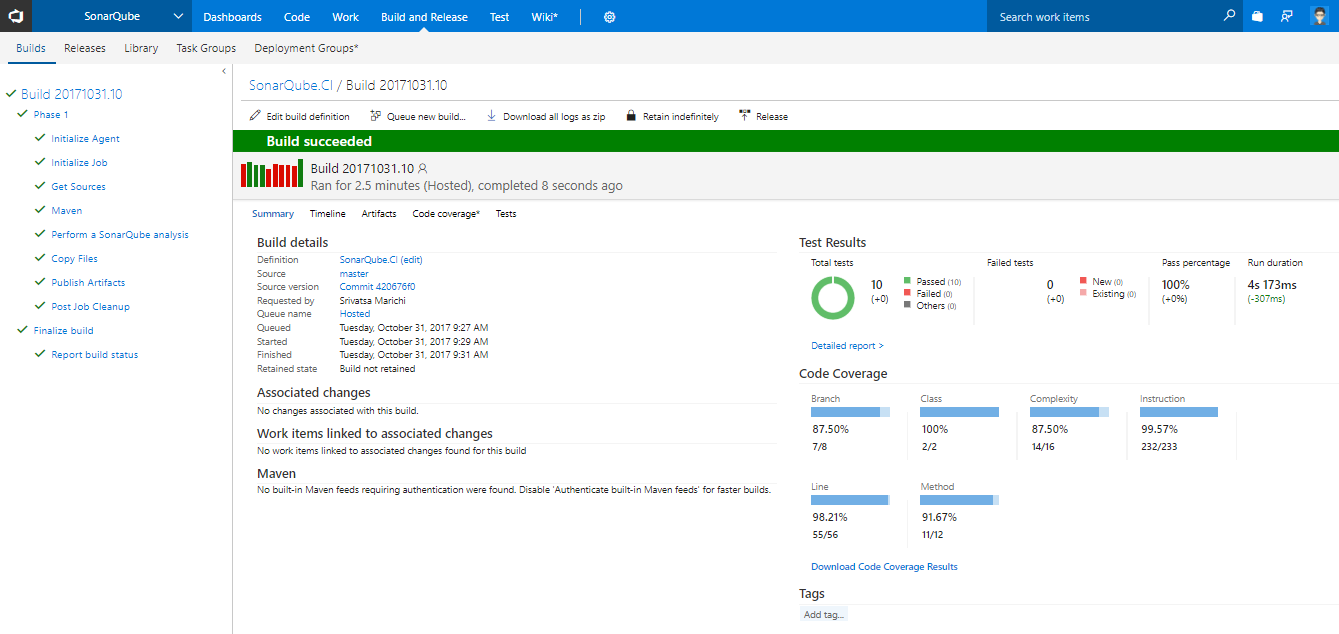 SonarQube Dashboards Code Work Build and Release Test Wiki* Search work items
Builds Releases Library Task Groups Deployment Groups*
Build 20171031.10
Phase 1
Initialize Agent
Initialize Job
Get Sources
Maven
Perform a SonarQube analysis
Copy Files
Publish Artifacts
Post Job Cleanup
Finalize build
Report build status
SonarQube.CI / Build 20171031.10
Edit build definition Queue new build... Download all logs as zip Retain indefinitely Release
Build succeeded
Build 20171031.10
Ran for 2.5 minutes (Hosted), completed 8 seconds ago
Summary Timeline Artifacts Code coverage* Tests
Build details
Definition SonarQube.CI (edit)
Source master
Source version Commit 420676f0
Requested by Srivatsa Marichi
Queue name Hosted
Queued Tuesday, October 31, 2017 9:27 AM
Started Tuesday, October 31, 2017 9:29 AM
Finished Tuesday, October 31, 2017 9:31 AM
Retained state Build not retained
Associated changes
No changes associated with this build.
Work items linked to associated changes
No work items linked to associated changes found for this build
Maven
No built-in Maven feeds requiring authentication were found. Disable 'Authenticate built-in Maven feeds' for faster builds.
Test Results
Total tests Failed tests Pass percentage Run duration
10 Passed (10) 0 New (0) 100% 4s 173ms
(+0) Failed (0) (+0) Existing (0) (+0%) (-307ms)
Others (0)
Detailed report >
Code Coverage
Branch Class Complexity Instruction
87.50% 100% 87.50% 99.57%
7/8 2/2 14/16 232/233
Line Method
98.21% 91.67%
55/56 11/12
Download Code Coverage Results
Tags
Add tag...